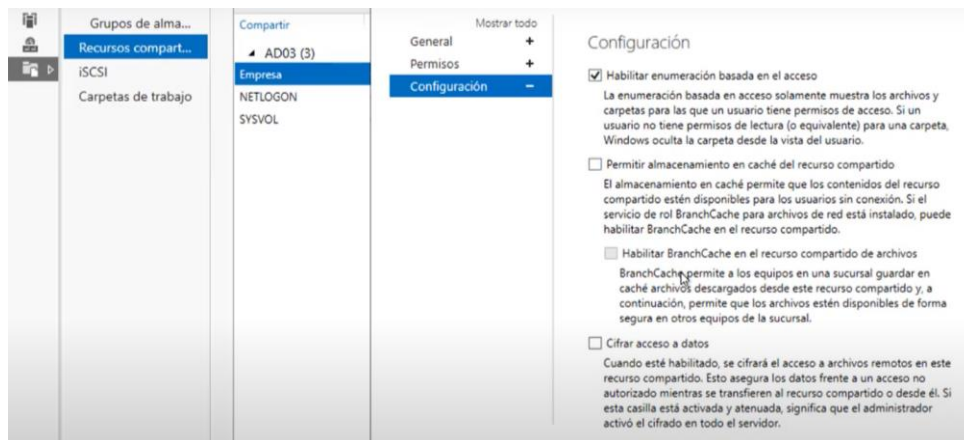 Grupos de alma...
Recursos compart...
iSCSI
Carpetas de trabajo
Compartir
AD03 (3)
Empresa
NETLOGON
SYSVOL
Mostrar todo
General +
Permisos +
Configuración −
Configuración
Habilitar enumeración basada en el acceso
La enumeración basada en acceso solamente muestra los archivos y
carpetas para las que un usuario tiene permisos de acceso. Si un
usuario no tiene permisos de lectura (o equivalente) para una carpeta,
Windows oculta la carpeta desde la vista del usuario.
Permitir almacenamiento en caché del recurso compartido
El almacenamiento en caché permite que los contenidos del recurso
compartido estén disponibles para los usuarios sin conexión. Si el
servicio de rol BranchCache para archivos de red está instalado, puede
habilitar BranchCache en el recurso compartido.
Habilitar BranchCache en el recurso compartido de archivos
BranchCache permite a los equipos en una sucursal guardar en
caché archivos descargados desde este recurso compartido y, a
continuación, permite que los archivos estén disponibles de forma
segura en otros equipos de la sucursal.
Cifrar acceso a datos
Cuando esté habilitado, se cifrará el acceso a archivos remotos en este
recurso compartido. Esto asegura los datos frente a un acceso no
autorizado mientras se transfieren al recurso compartido o desde él. Si
esta casilla está activada y atenuada, significa que el administrador
activó el cifrado en todo el servidor.